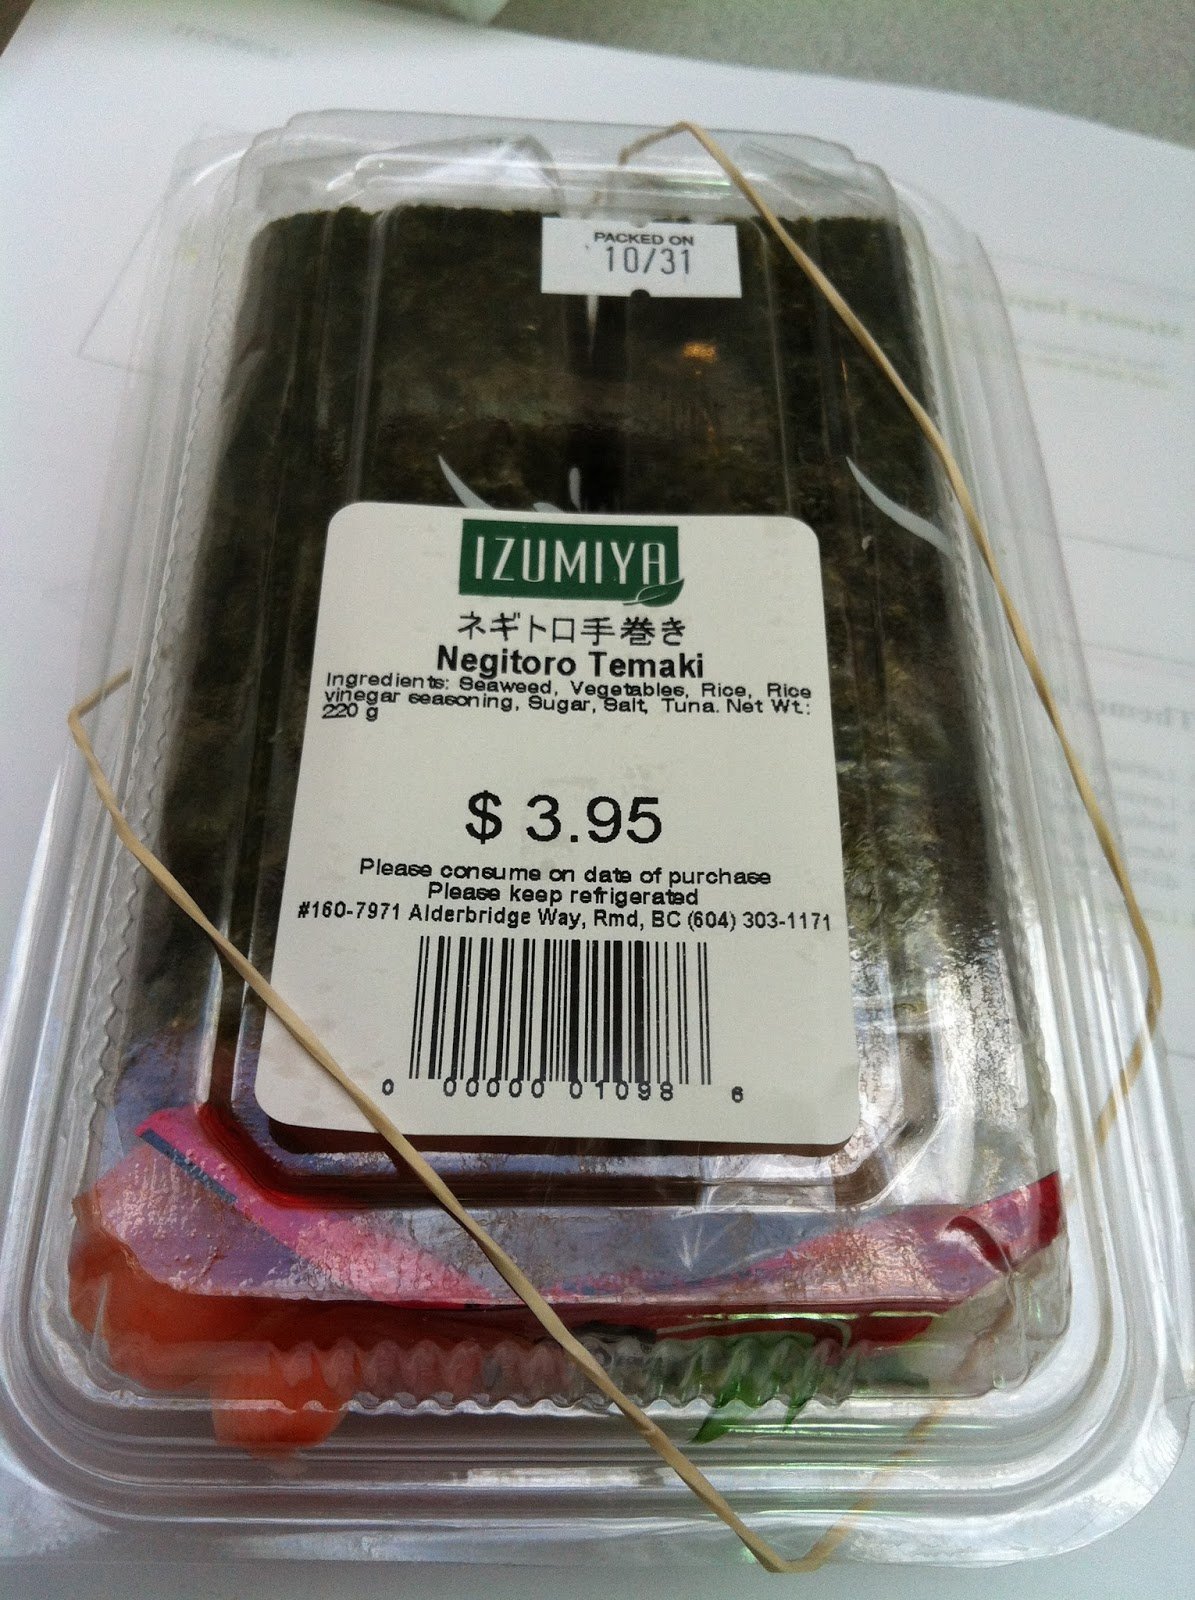 PACKED ON
10/31
IZUMIYA
ネギトロ手巻き
Negitoro Temaki
Ingredients: Seaweed, Vegetables, Rice, Rice
vinegar seasoning, Sugar, Salt, Tuna. Net Wt.:
220 g
$ 3.95
Please consume on date of purchase
Please keep refrigerated
#160-7971 Alderbridge Way, Rmd, BC (604) 303-1171
0 00000 01098 6